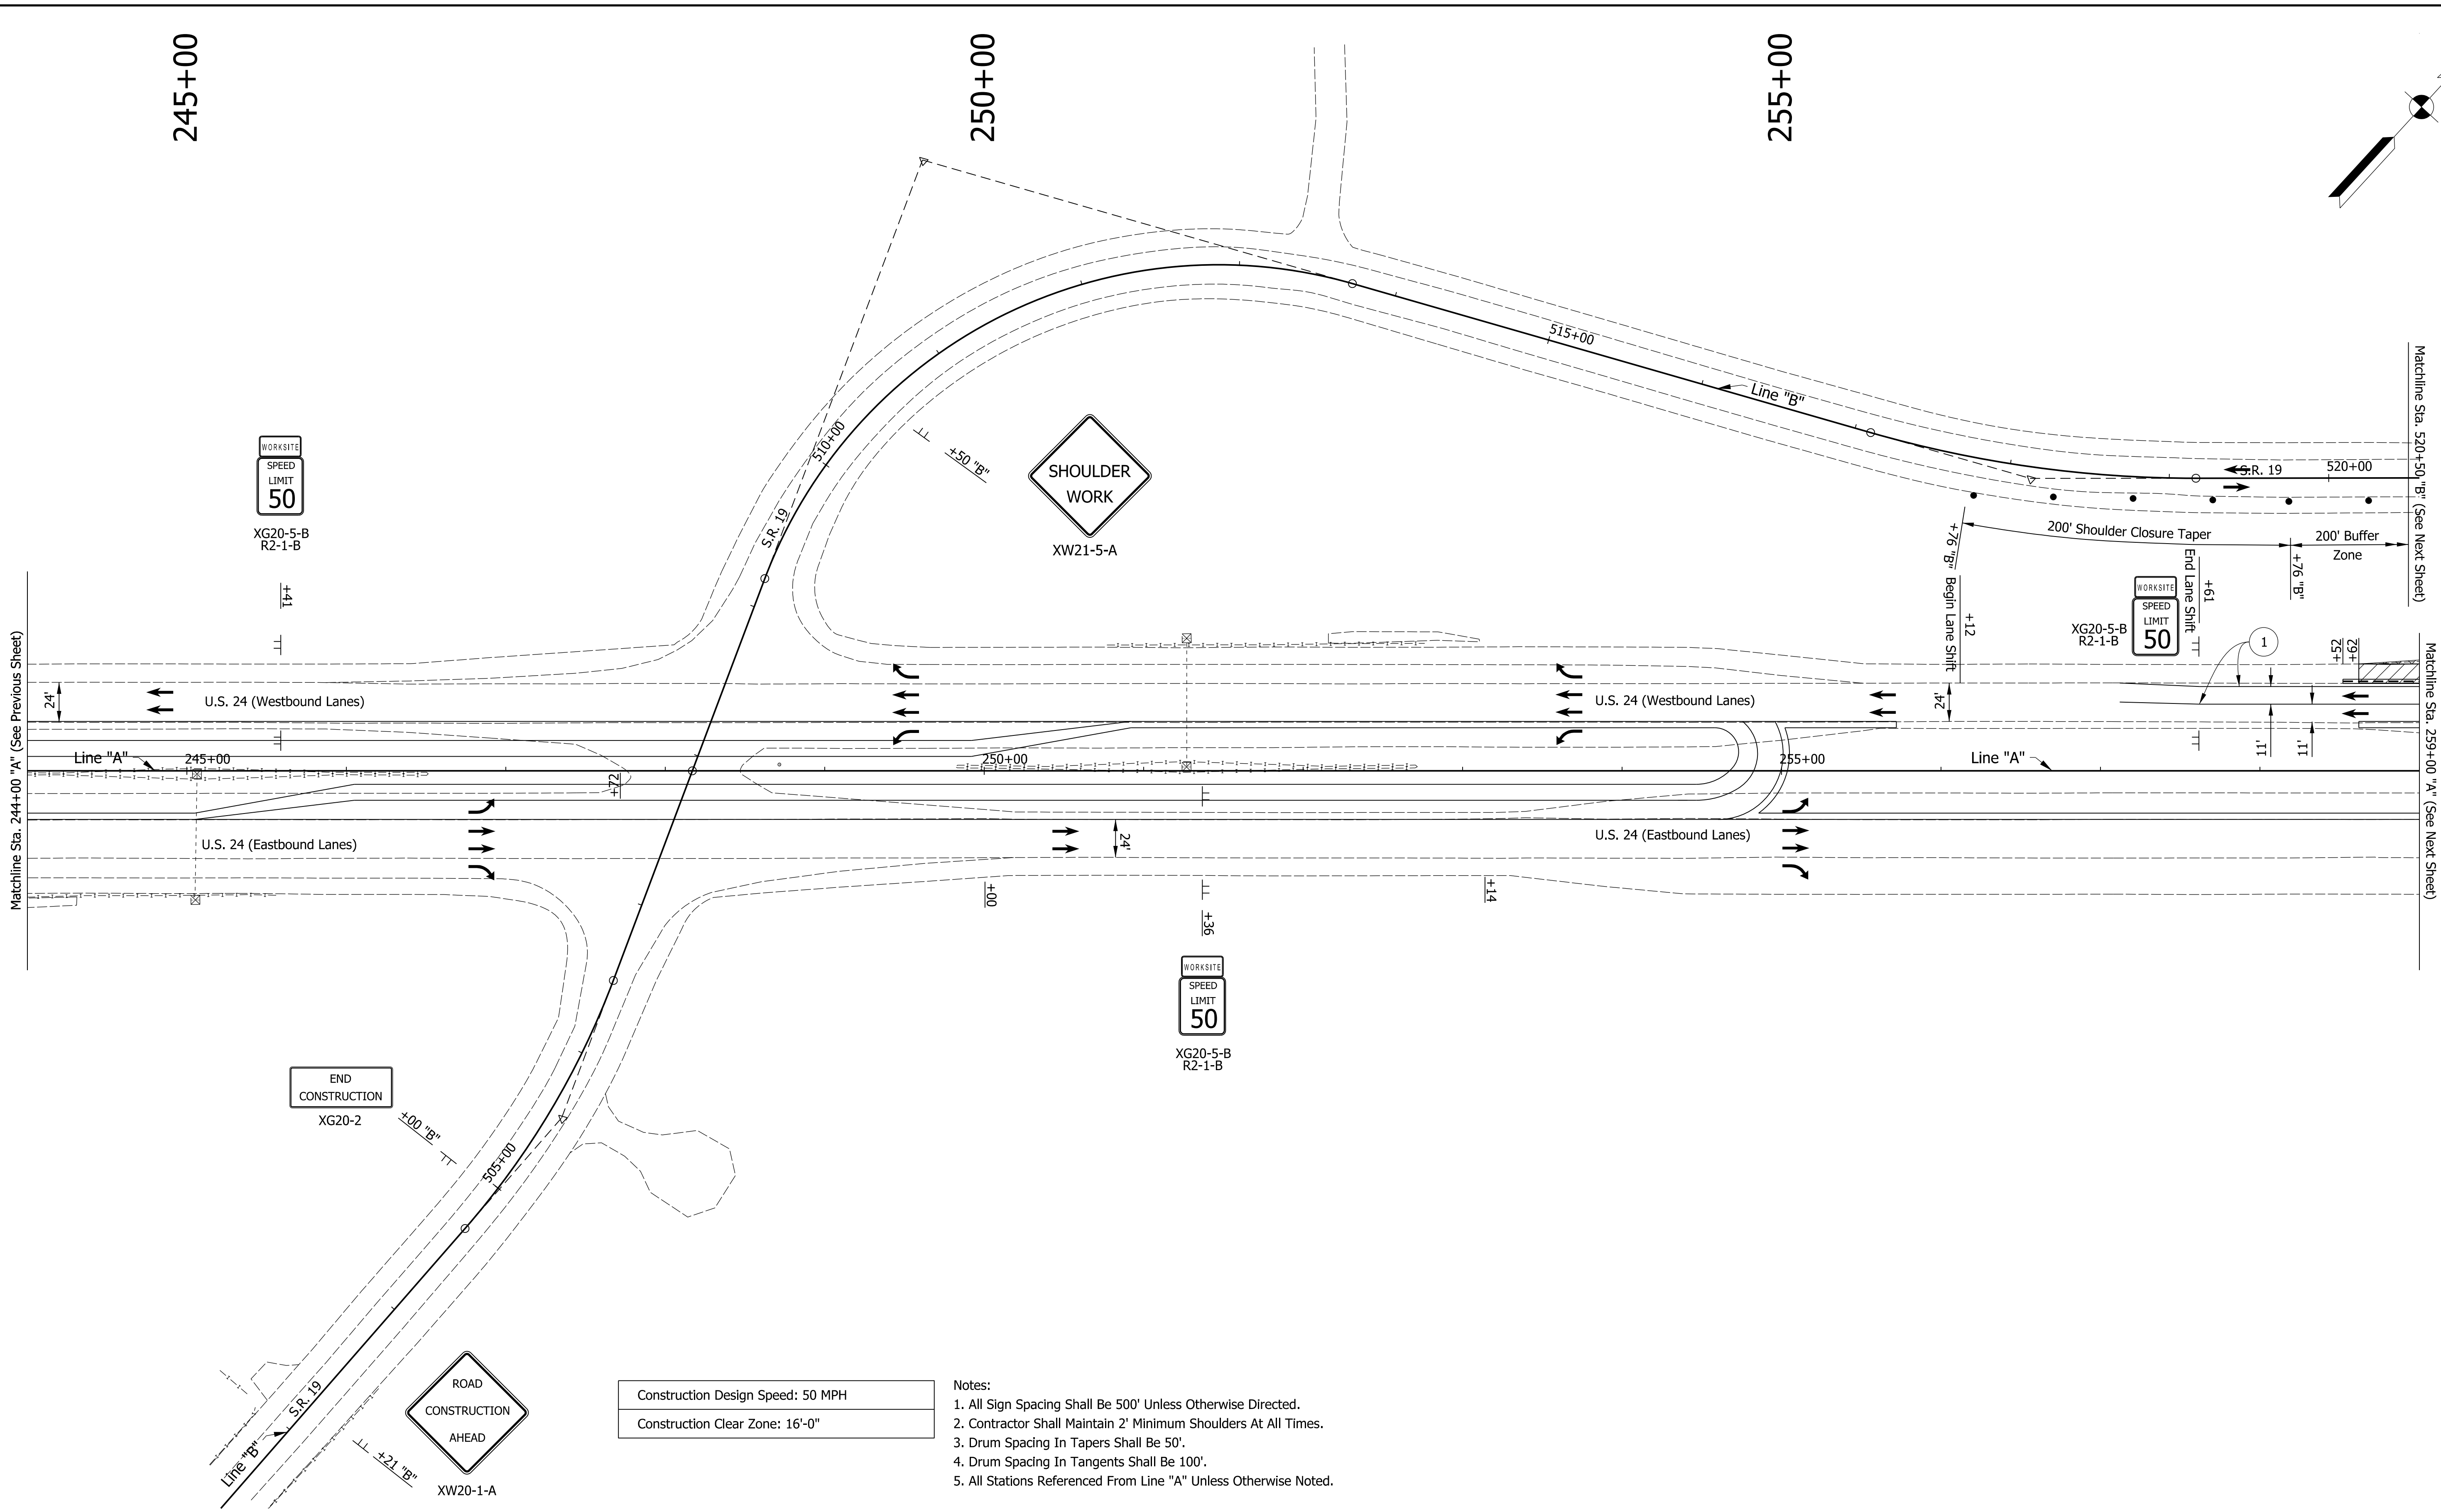 245+00
250+00
255+00
WORKSITE
SPEED
LIMIT
50
XG20-5-B
R2-1-B
+41
510+00
+50 "B"
S.R. 19
SHOULDER
WORK
XW21-5-A
515+00
Line "B"
S.R. 19
520+00
Matchline Sta. 520+50 "B" (See Next Sheet)
+76 "B"
200' Shoulder Closure Taper
200' Buffer
Zone
+76 "B"
Begin Lane Shift
+12
End Lane Shift
+61
WORKSITE
SPEED
LIMIT
50
XG20-5-B
R2-1-B
1
+52
+62
Matchline Sta. 244+00 "A" (See Previous Sheet)
24'
U.S. 24 (Westbound Lanes)
U.S. 24 (Westbound Lanes)
24'
11'
11'
Line "A"
245+00
+72
250+00
255+00
Line "A"
Matchline Sta. 259+00 "A" (See Next Sheet)
U.S. 24 (Eastbound Lanes)
24'
U.S. 24 (Eastbound Lanes)
+00
+36
+14
WORKSITE
SPEED
LIMIT
50
XG20-5-B
R2-1-B
END
CONSTRUCTION
XG20-2
+00 "B"
505+00
S.R. 19
Line "B"
ROAD
CONSTRUCTION
AHEAD
XW20-1-A
+21 "B"
Construction Design Speed: 50 MPH
Construction Clear Zone: 16'-0"
Notes:
1. All Sign Spacing Shall Be 500' Unless Otherwise Directed.
2. Contractor Shall Maintain 2' Minimum Shoulders At All Times.
3. Drum Spacing In Tapers Shall Be 50'.
4. Drum Spacing In Tangents Shall Be 100'.
5. All Stations Referenced From Line "A" Unless Otherwise Noted.